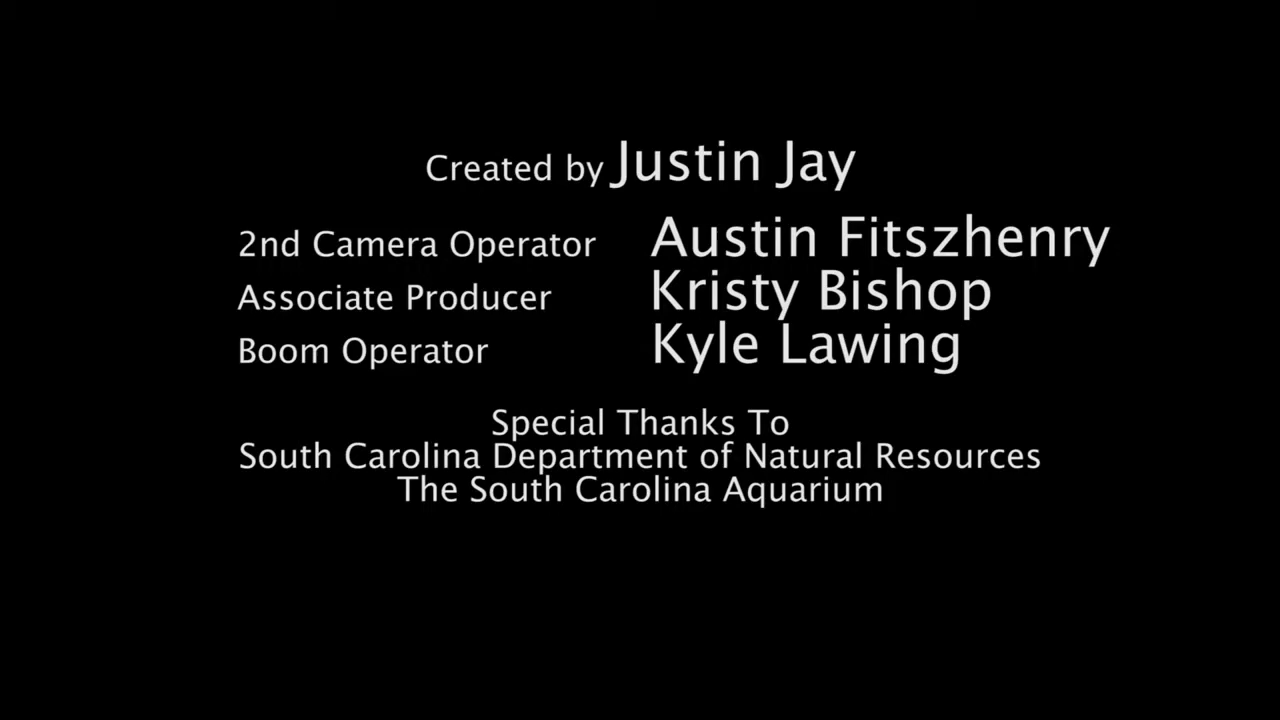 Created by Justin Jay
2nd Camera Operator Austin Fitszhenry
Associate Producer Kristy Bishop
Boom Operator Kyle Lawing
Special Thanks To
South Carolina Department of Natural Resources
The South Carolina Aquarium